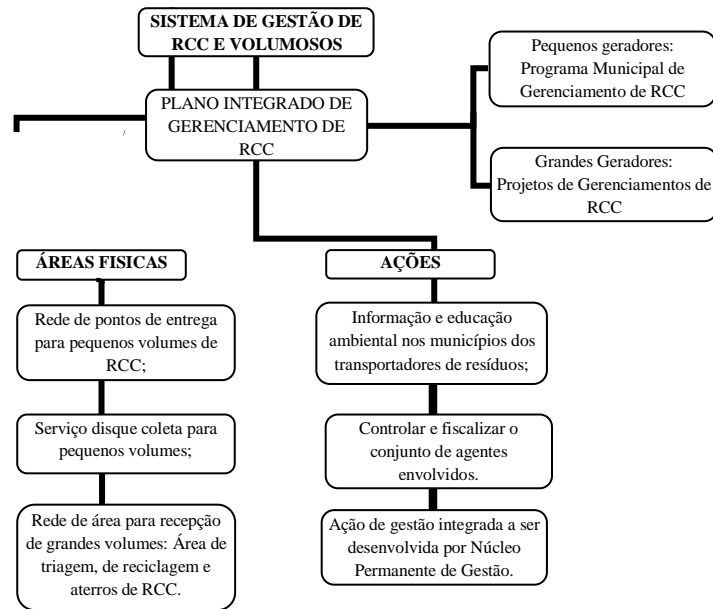 SISTEMA DE GESTÃO DE
RCC E VOLUMOSOS
Pequenos geradores:
Programa Municipal de
Gerenciamento de RCC
PLANO INTEGRADO DE
GERENCIAMENTO DE
RCC
/
Grandes Geradores:
Projetos de Gerenciamentos de
RCC
ÁREAS FISICAS
Rede de pontos de entrega
para pequenos volumes de
RCC;
Serviço disque coleta para
pequenos volumes;
Rede de área para recepção
de grandes volumes: Área de
triagem, de reciclagem e
aterros de RCC.
AÇÕES
Informação e educação
ambiental nos municípios dos
transportadores de resíduos;
Controlar e fiscalizar o
conjunto de agentes
envolvidos.
Ação de gestão integrada a ser
desenvolvida por Núcleo
Permanente de Gestão.